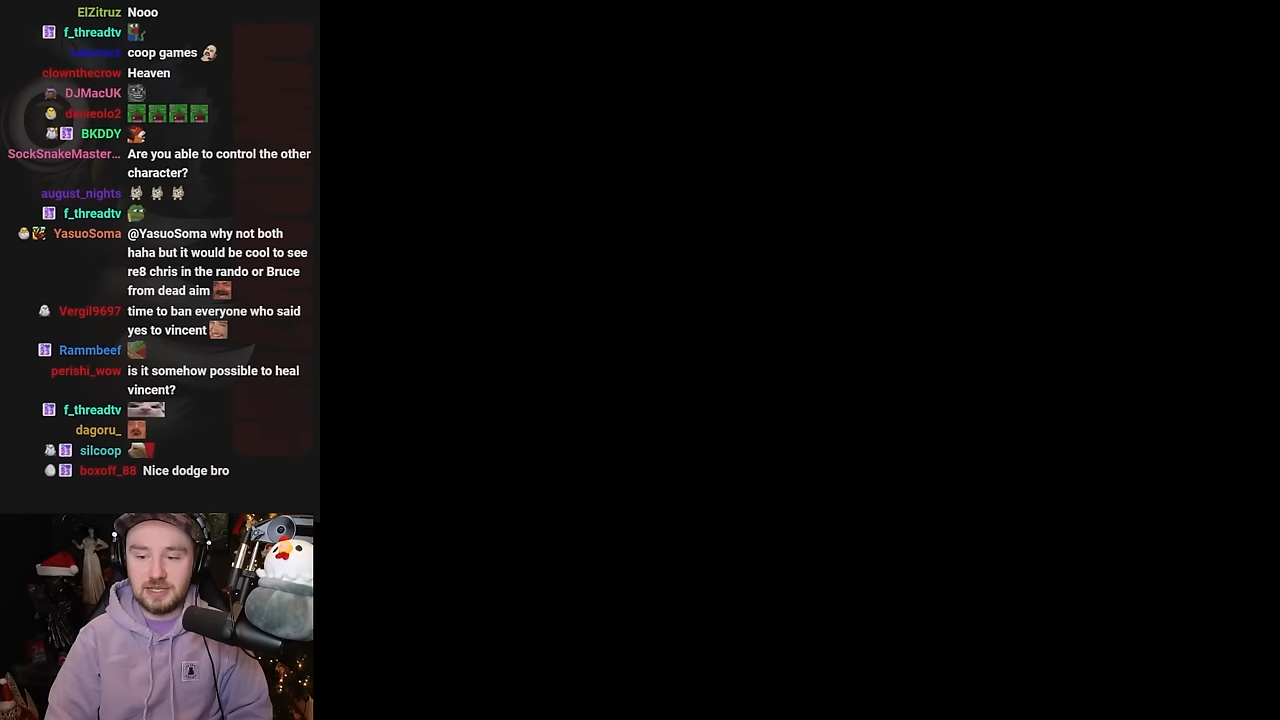 ElZitruz Nooo
f_threadtv
coop games
clownthecrow Heaven
DJMacUK
danieolo2
BKDDY
SockSnakeMaster... Are you able to control the other
character?
august_nights
f_threadtv
YasuoSoma @YasuoSoma why not both
haha but it would be cool to see
re8 chris in the rando or Bruce
from dead aim
Vergil9697 time to ban everyone who said
yes to vincent
Rammbeef
perishi_wow is it somehow possible to heal
vincent?
f_threadtv
dagoru_
silcoop
boxoff_88 Nice dodge bro